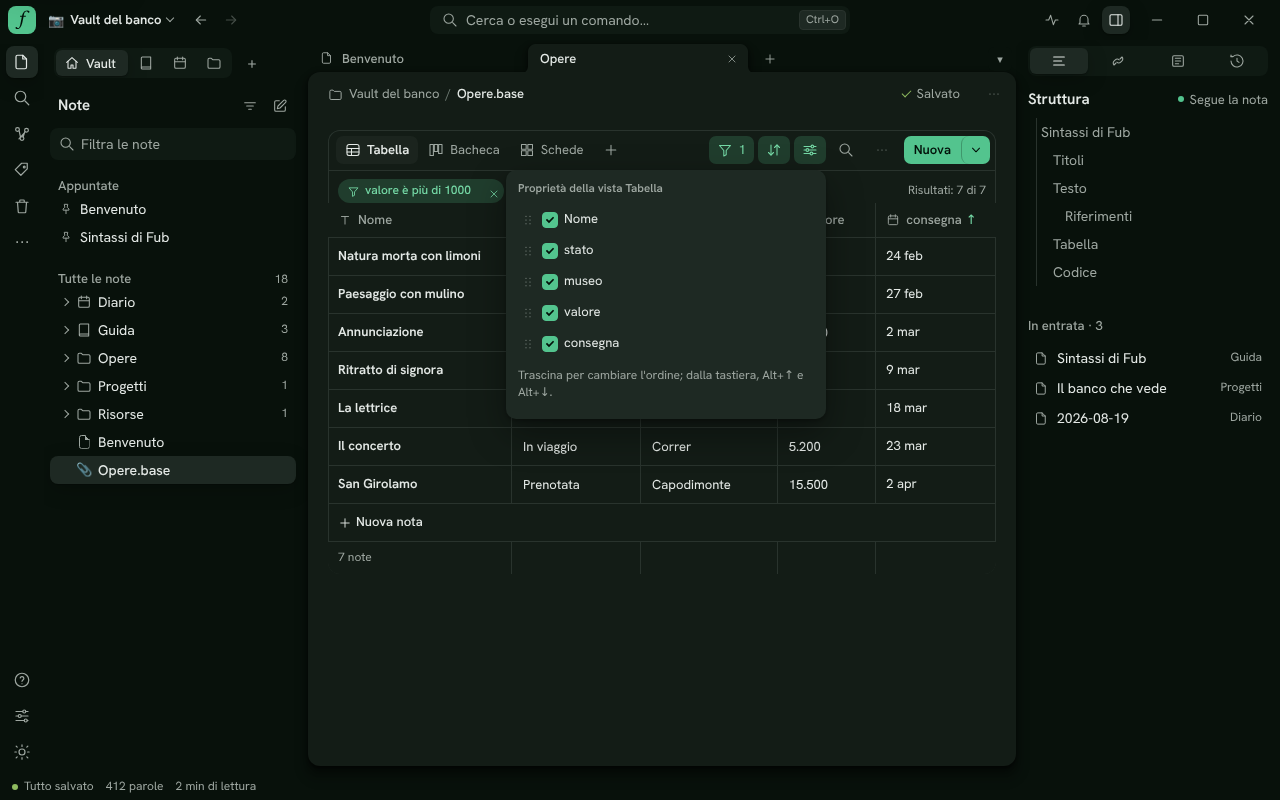 Vault del banco
Cerca o esegui un comando...
Ctrl+O
Vault
Benvenuto
Opere
Note
Filtra le note
Appuntate
Benvenuto
Sintassi di Fub
Tutte le note 18
Diario 2
Guida 3
Opere 8
Progetti 1
Risorse 1
Benvenuto
Opere.base
Vault del banco / Opere.base
Salvato
Tabella
Bacheca
Schede
1
Nuova
valore è più di 1000
Risultati: 7 di 7
Nome
consegna ↑
Natura morta con limoni 24 feb
Paesaggio con mulino 27 feb
Annunciazione 2 mar
Ritratto di signora 9 mar
La lettrice 18 mar
Il concerto In viaggio Correr 5.200 23 mar
San Girolamo Prenotata Capodimonte 15.500 2 apr
Nuova nota
7 note
Proprietà della vista Tabella
Nome
stato
museo
valore
consegna
Trascina per cambiare l'ordine; dalla tastiera, Alt+↑ e
Alt+↓.
Struttura
Segue la nota
Sintassi di Fub
Titoli
Testo
Riferimenti
Tabella
Codice
In entrata · 3
Sintassi di Fub Guida
Il banco che vede Progetti
2026-08-19 Diario
Tutto salvato 412 parole 2 min di lettura